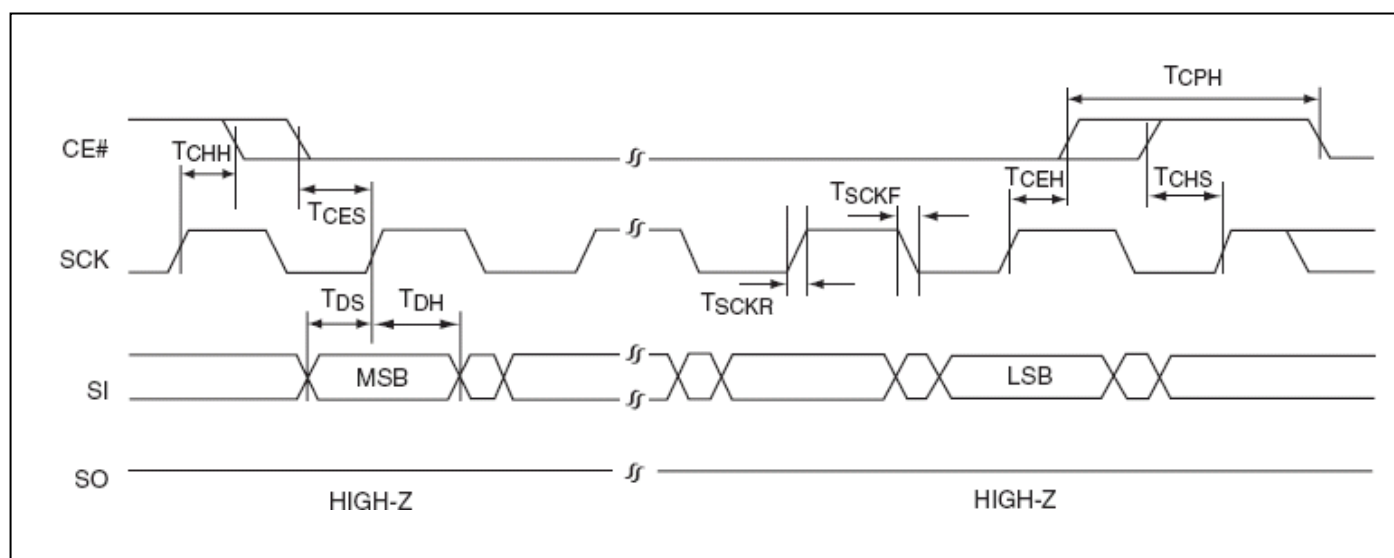 TCPH
CE#
TCHH
TCES
TSCKF
TCEH
TCHS
SCK
TDS
TDH
TSCKR
SI
MSB
LSB
SO
HIGH-Z
HIGH-Z